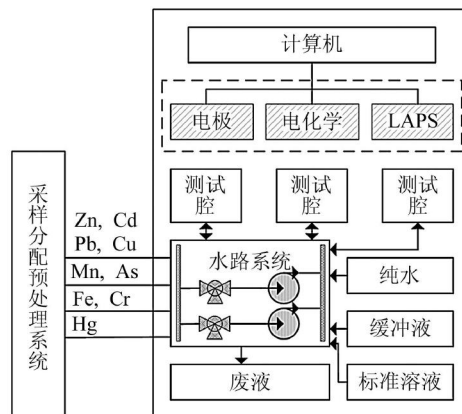 计算机
电极
电化学
LAPS
采样分配预处理系统
测试腔
测试腔
测试腔
Zn, Cd
Pb, Cu
Mn, As
Fe, Cr
Hg
水路系统
纯水
缓冲液
标准溶液
废液